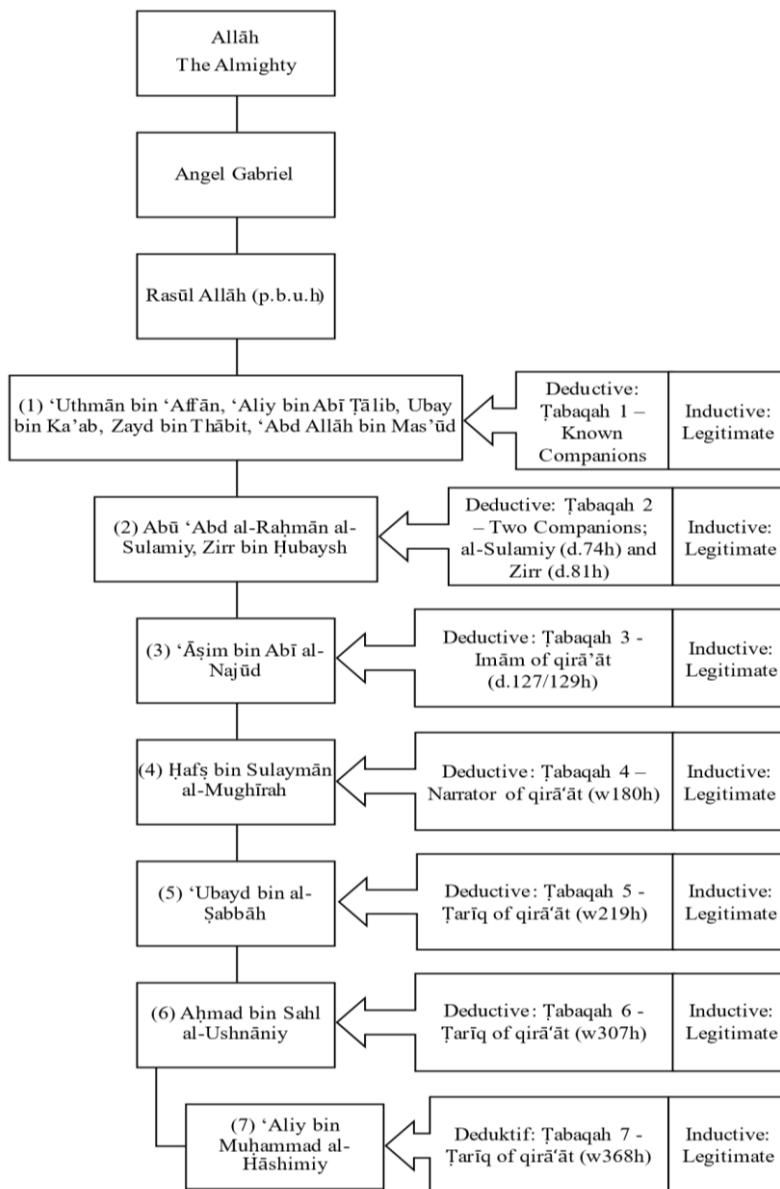 Allāh
The Almighty
Angel Gabriel
Rasūl Allāh (p.b.u.h)
(1) ‘Uthmān bin ‘Affān, ‘Aliy bin Abī Ṭālib, Ubay
bin Ka’ab, Zayd bin Thābit, ‘Abd Allāh bin Mas’ūd
Deductive:
Ṭabaqah 1 –
Known
Companions
Inductive:
Legitimate
(2) Abū ‘Abd al-Raḥmān al-
Sulamiy, Zirr bin Ḥubaysh
Deductive: Ṭabaqah 2
– Two Companions;
al-Sulamiy (d.74h) and
Zirr (d.81h)
Inductive:
Legitimate
(3) ‘Āṣim bin Abī al-
Najūd
Deductive: Ṭabaqah 3 -
Imām of qirā’āt
(d.127/129h)
Inductive:
Legitimate
(4) Ḥafṣ bin Sulaymān
al-Mughīrah
Deductive: Ṭabaqah 4 –
Narrator of qirā‘āt (w180h)
Inductive:
Legitimate
(5) ‘Ubayd bin al-
Ṣabbāh
Deductive: Ṭabaqah 5 -
Ṭarīq of qirā‘āt (w219h)
Inductive:
Legitimate
(6) Aḥmad bin Sahl
al-Ushnāniy
Deductive: Ṭabaqah 6 -
Ṭarīq of qirā‘āt (w307h)
Inductive:
Legitimate
(7) ‘Aliy bin
Muḥammad al-
Hāshimiy
Deduktif: Ṭabaqah 7 -
Ṭarīq of qirā‘āt (w368h)
Inductive:
Legitimate